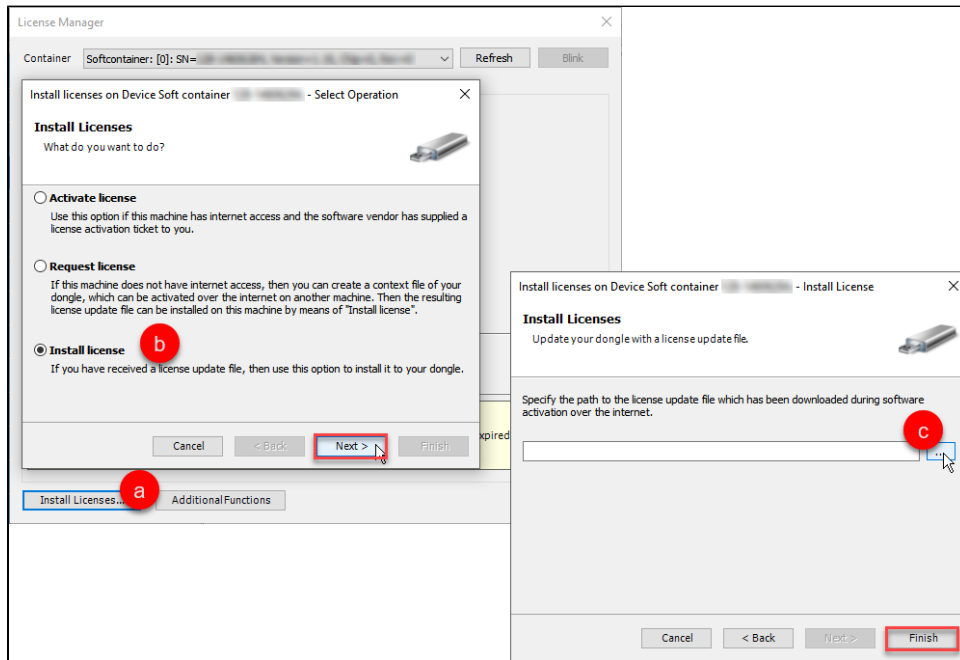 License Manager
Container Softcontainer: [0]: SN= Refresh Blink
Install licenses on Device Soft container - Select Operation
Install Licenses
What do you want to do?
Activate license
Use this option if this machine has internet access and the software vendor has supplied a
license activation ticket to you.
Request license
If this machine does not have internet access, then you can create a context file of your
dongle, which can be activated over the internet on another machine. Then the resulting
license update file can be installed on this machine by means of "Install license".
b
Install license
If you have received a license update file, then use this option to install it to your dongle.
xpired
Cancel < Back Next > Finish
a
Install Licenses... Additional Functions
Install licenses on Device Soft container - Install License
Install Licenses
Update your dongle with a license update file.
Specify the path to the license update file which has been downloaded during software
activation over the internet.
c
...
Cancel < Back Next > Finish